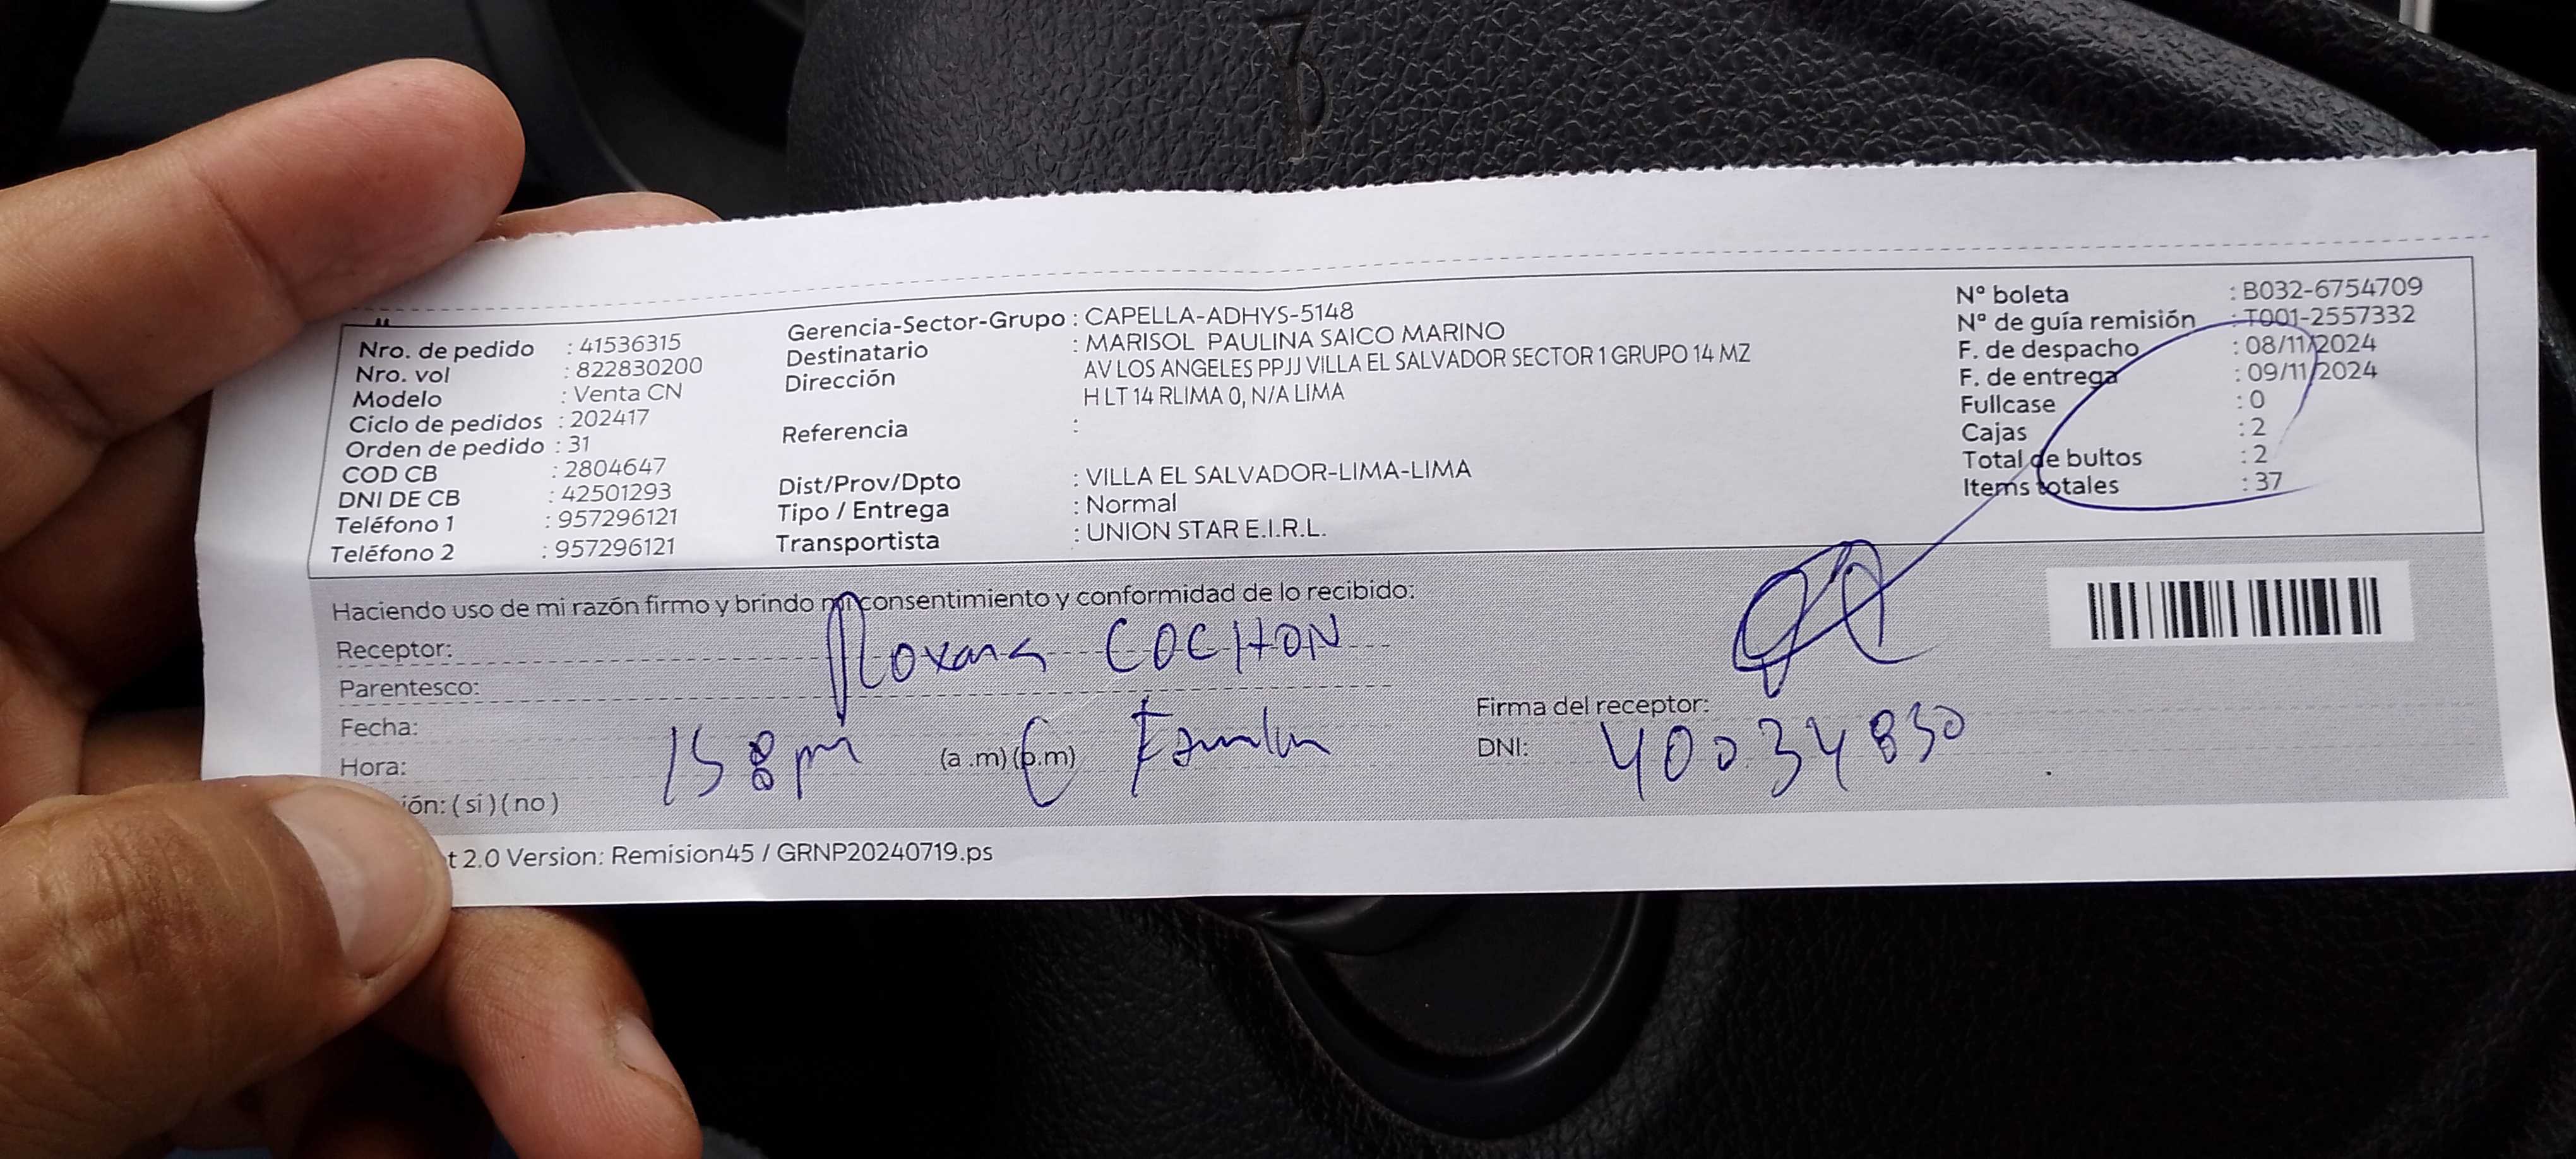 Nro. de pedido : 41536315
Nro. vol : 822830200
Modelo : Venta CN
Ciclo de pedidos : 202417
Orden de pedido : 31
COD CB : 2804647
DNI DE CB : 42501293
Teléfono 1 : 957296121
Teléfono 2 : 957296121
Gerencia-Sector-Grupo : CAPELLA-ADHYS-5148
Destinatario : MARISOL PAULINA SAICO MARINO
Dirección AV LOS ANGELES PPJJ VILLA EL SALVADOR SECTOR 1 GRUPO 14 MZ
H LT 14 RLIMA 0, N/A LIMA
Referencia :
Dist/Prov/Dpto : VILLA EL SALVADOR-LIMA-LIMA
Tipo / Entrega : Normal
Transportista : UNION STAR E.I.R.L.
Nº boleta : B032-6754709
Nº de guía remisión : T001-2557332
F. de despacho : 08/11/2024
F. de entrega : 09/11/2024
Fullcase : 0
Cajas : 2
Total de bultos : 2
Items totales : 37
Haciendo uso de mi razón firmo y brindo mi consentimiento y conformidad de lo recibido:
Receptor: Roxana COCHON
Parentesco:
Fecha:
Hora: 158 pm (a .m) (p.m)
ión: ( si ) ( no )
Firma del receptor:
DNI: 40034830
t 2.0 Version: Remision45 / GRNP20240719.ps